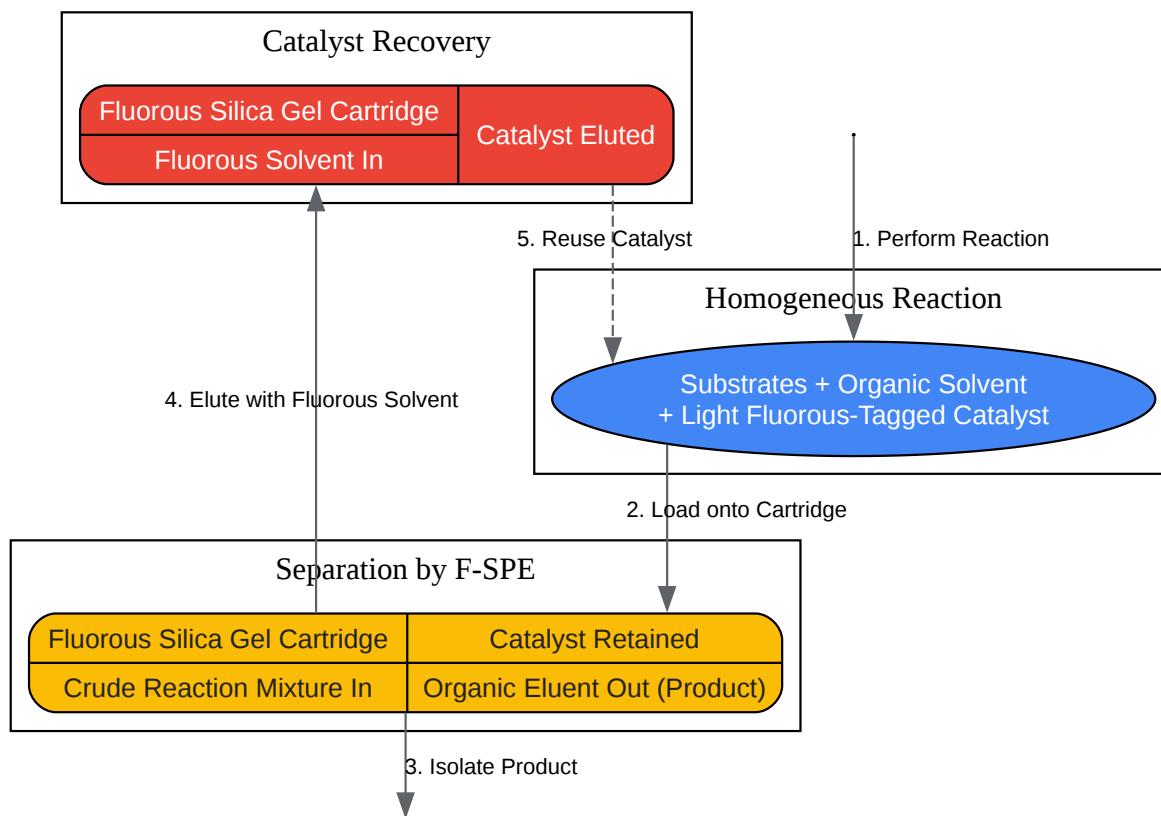 Catalyst Recovery
Fluorous Silica Gel Cartridge
Fluorous Solvent In
Catalyst Eluted
5. Reuse Catalyst
1. Perform Reaction
Homogeneous Reaction
Substrates + Organic Solvent
+ Light Fluorous-Tagged Catalyst
4. Elute with Fluorous Solvent
2. Load onto Cartridge
Separation by F-SPE
Fluorous Silica Gel Cartridge
Catalyst Retained
Crude Reaction Mixture In
Organic Eluent Out (Product)
3. Isolate Product